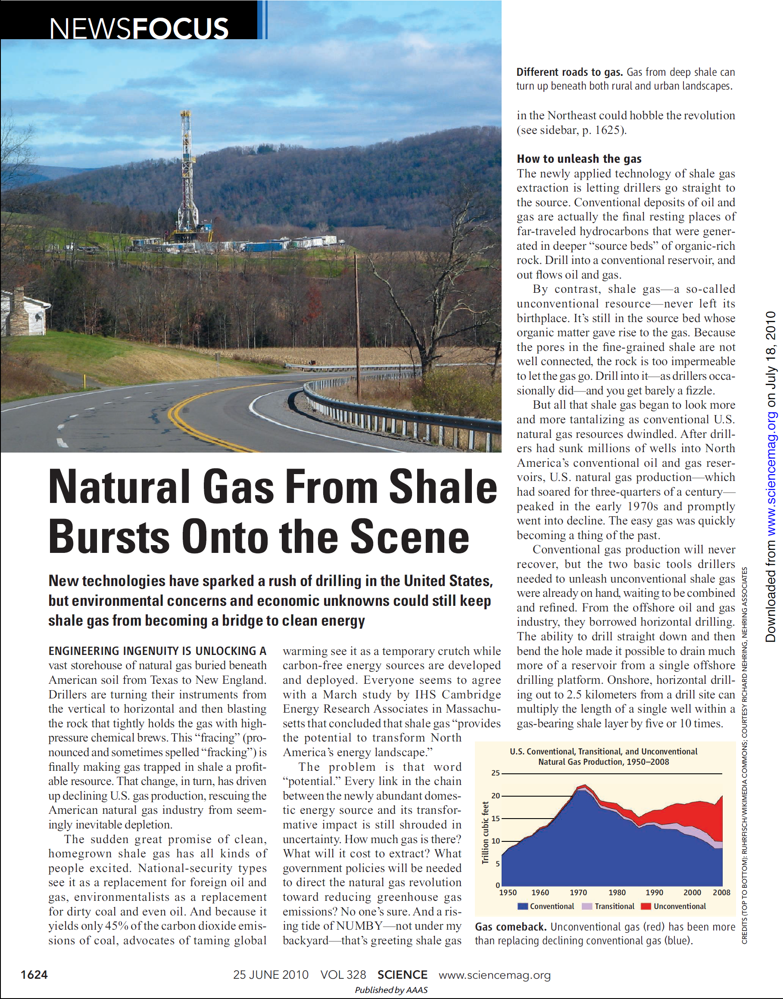 NEWSFOCUS
Different roads to gas. Gas from deep shale can
turn up beneath both rural and urban landscapes.
Natural Gas From Shale
Bursts Onto the Scene
New technologies have sparked a rush of drilling in the United States,
but environmental concerns and economic unknowns could still keep
shale gas from becoming a bridge to clean energy
ENGINEERING INGENUITY IS UNLOCKING A
vast storehouse of natural gas buried beneath
American soil from Texas to New England.
Drillers are turning their instruments from
the vertical to horizontal and then blasting
the rock that tightly holds the gas with high-
pressure chemical brews. This “fracing” (pro-
nounced and sometimes spelled “fracking”) is
finally making gas trapped in shale a profit-
able resource. That change, in turn, has driven
up declining U.S. gas production, rescuing the
American natural gas industry from seem-
ingly inevitable depletion.
The sudden great promise of clean,
homegrown shale gas has all kinds of
people excited. National-security types
see it as a replacement for foreign oil and
gas, environmentalists as a replacement
for dirty coal and even oil. And because it
yields only 45% of the carbon dioxide emis-
sions of coal, advocates of taming global
warming see it as a temporary crutch while
carbon-free energy sources are developed
and deployed. Everyone seems to agree
with a March study by IHS Cambridge
Energy Research Associates in Massachu-
setts that concluded that shale gas “provides
the potential to transform North
America’s energy landscape.”
The problem is that word
“potential.” Every link in the chain
between the newly abundant domes-
tic energy source and its transfor-
mative impact is still shrouded in
uncertainty. How much gas is there?
What will it cost to extract? What
government policies will be needed
to direct the natural gas revolution
toward reducing greenhouse gas
emissions? No one’s sure. And a ris-
ing tide of NUMBY—not under my
backyard—that’s greeting shale gas
in the Northeast could hobble the revolution
(see sidebar, p. 1625).
How to unleash the gas
The newly applied technology of shale gas
extraction is letting drillers go straight to
the source. Conventional deposits of oil and
gas are actually the final resting places of
far-traveled hydrocarbons that were gener-
ated in deeper “source beds” of organic-rich
rock. Drill into a conventional reservoir, and
out flows oil and gas.
By contrast, shale gas—a so-called
unconventional resource—never left its
birthplace. It’s still in the source bed whose
organic matter gave rise to the gas. Because
the pores in the fine-grained shale are not
well connected, the rock is too impermeable
to let the gas go. Drill into it—as drillers occa-
sionally did—and you get barely a fizzle.
But all that shale gas began to look more
and more tantalizing as conventional U.S.
natural gas resources dwindled. After drill-
ers had sunk millions of wells into North
America’s conventional oil and gas reser-
voirs, U.S. natural gas production—which
had soared for three-quarters of a century—
peaked in the early 1970s and promptly
went into decline. The easy gas was quickly
becoming a thing of the past.
Conventional gas production will never
recover, but the two basic tools drillers
needed to unleash unconventional shale gas
were already on hand, waiting to be combined
and refined. From the offshore oil and gas
industry, they borrowed horizontal drilling.
The ability to drill straight down and then
bend the hole made it possible to drain much
more of a reservoir from a single offshore
drilling platform. Onshore, horizontal drill-
ing out to 2.5 kilometers from a drill site can
multiply the length of a single well within a
gas-bearing shale layer by five or 10 times.
U.S. Conventional, Transitional, and Unconventional
Natural Gas Production, 1950–2008
Trillion cubic feet
25
20
15
10
5
0
1950 1960 1970 1980 1990 2000 2008
Conventional Transitional Unconventional
Gas comeback. Unconventional gas (red) has been more
than replacing declining conventional gas (blue).
CREDITS (TOP TO BOTTOM): RUHRFISCH/WIKIMEDIA COMMONS; COURTESY RICHARD NEHRING, NEHRING ASSOCIATES
Downloaded from www.sciencemag.org on July 18, 2010
1624
25 JUNE 2010 VOL 328 SCIENCE www.sciencemag.org
Published by AAAS